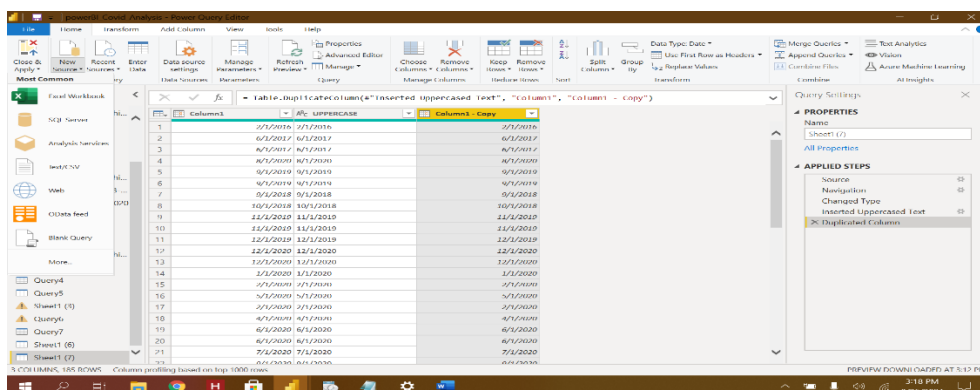 powerBI Covid_Analysis - Power Query Editor
File Home Transform Add Column View Tools Help
Close & Apply
New Source
Recent Sources
Enter Data
Data source settings
Data Sources
Manage Parameters
Parameters
Refresh Preview
Properties
Advanced Editor
Manage
Query
Choose Columns
Remove Columns
Manage Columns
Keep Rows
Remove Rows
Reduce Rows
Sort
Split Column
Group By
Data Type: Date
Use First Row as Headers
Replace Values
Transform
Merge Queries
Append Queries
Combine Files
Combine
Text Analytics
Vision
Azure Machine Learning
AI Insights
Most Common
Excel Workbook
SQL Server
Analysis Services
Text/CSV
Web
OData feed
Blank Query
More...
Query4
Query5
Sheet1 (3)
Query6
Query7
Sheet1 (6)
Sheet1 (7)
= Table.DuplicateColumn(#"Inserted Uppercased Text", "Column1", "Column1 - Copy")
Column1 UPPERCASE Column1 - Copy
1 2/1/2016 2/1/2016 2/1/2016
2 6/1/2017 6/1/2017 6/1/2017
3 6/1/2017 6/1/2017 6/1/2017
4 8/1/2020 8/1/2020 8/1/2020
5 9/1/2019 9/1/2019 9/1/2019
6 9/1/2019 9/1/2019 9/1/2019
7 9/1/2018 9/1/2018 9/1/2018
8 10/1/2018 10/1/2018 10/1/2018
9 11/1/2019 11/1/2019 11/1/2019
10 11/1/2019 11/1/2019 11/1/2019
11 12/1/2019 12/1/2019 12/1/2019
12 12/1/2020 12/1/2020 12/1/2020
13 12/1/2020 12/1/2020 12/1/2020
14 1/1/2020 1/1/2020 1/1/2020
15 2/1/2020 2/1/2020 2/1/2020
16 5/1/2020 5/1/2020 5/1/2020
17 2/1/2020 2/1/2020 2/1/2020
18 4/1/2020 4/1/2020 4/1/2020
19 6/1/2020 6/1/2020 6/1/2020
20 6/1/2020 6/1/2020 6/1/2020
21 7/1/2020 7/1/2020 7/1/2020
Query Settings
PROPERTIES
Name
Sheet1 (7)
All Properties
APPLIED STEPS
Source
Navigation
Changed Type
Inserted Uppercased Text
Duplicated Column
3 COLUMNS, 185 ROWS Column profiling based on top 1000 rows
PREVIEW DOWNLOADED AT 3:12
3:18 PM